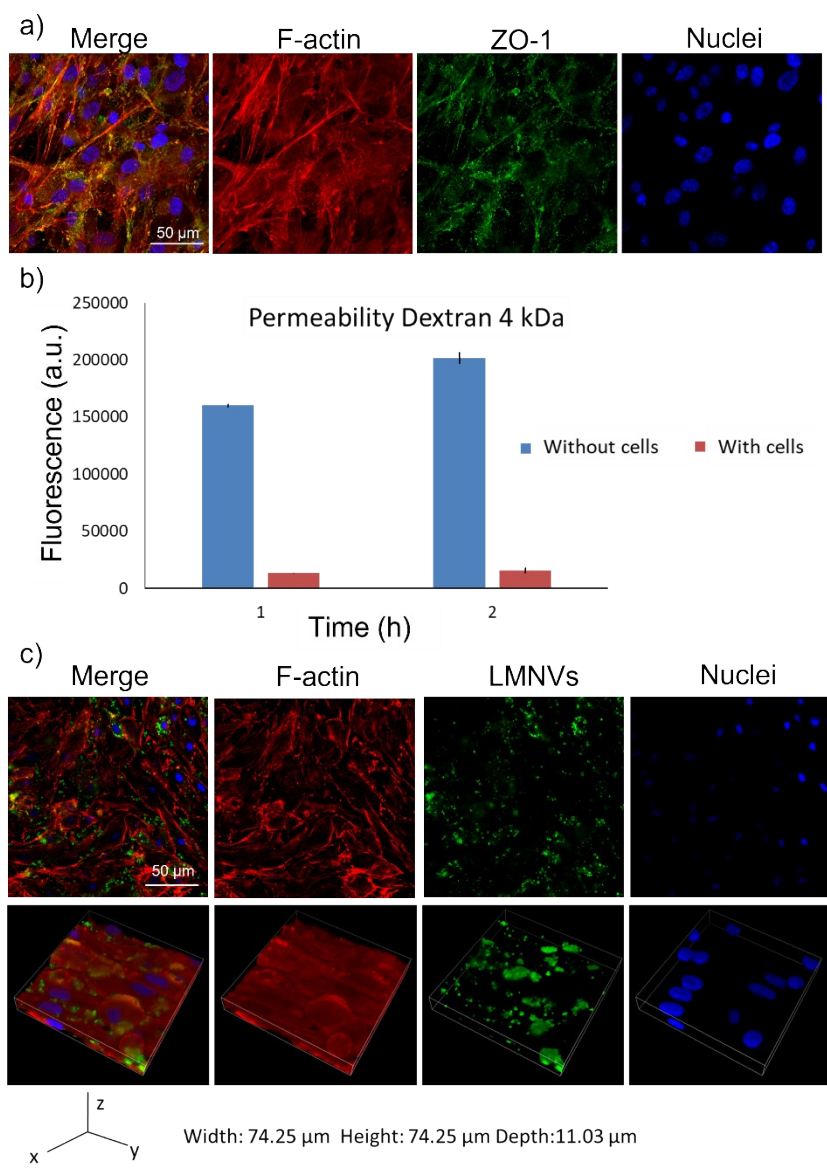 a)
Merge F-actin ZO-1 Nuclei
50 µm
b)
Permeability Dextran 4 kDa
Fluorescence (a.u.)
250000
200000
150000
100000
50000
0
Without cells With cells
1 2
Time (h)
c)
Merge F-actin LMNVs Nuclei
50 µm
z
x y
Width: 74.25 µm Height: 74.25 µm Depth:11.03 µm